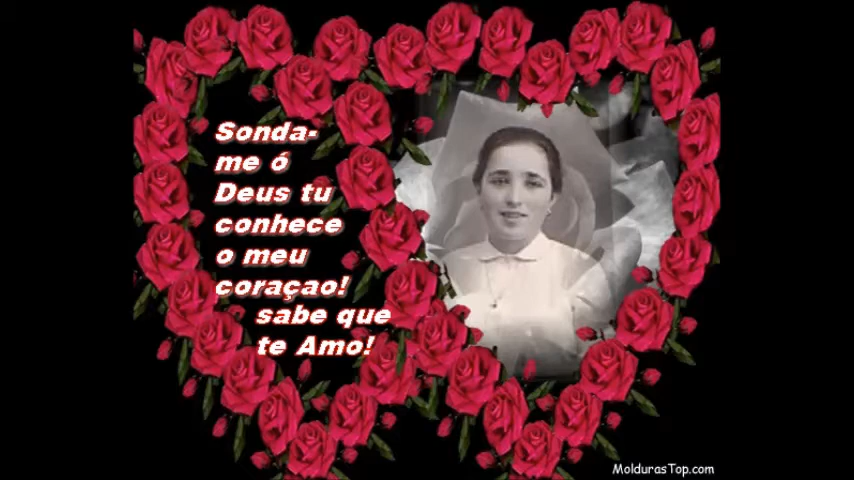 Sonda-
me ó
Deus tu
conhece
o meu
coraçao!
sabe que
te Amo!
MoldurasTop.com